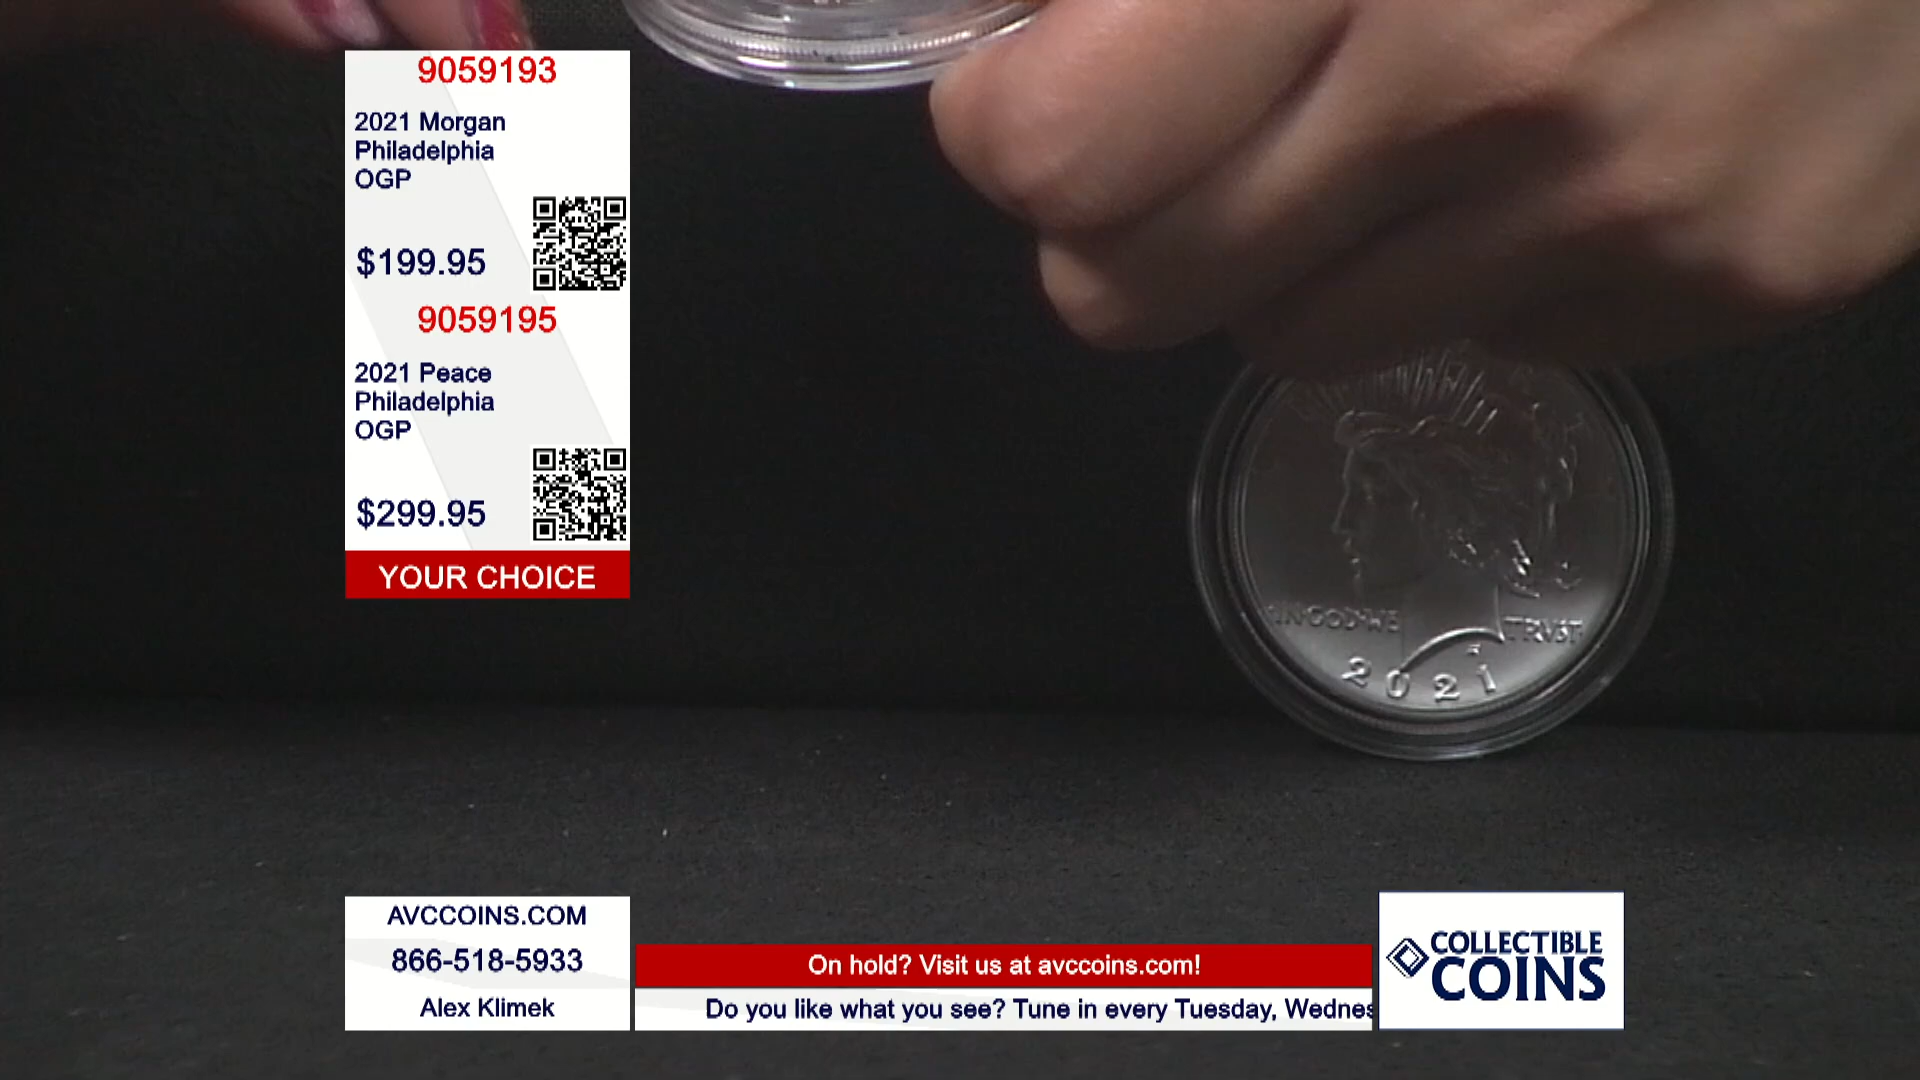 9059193
2021 Morgan
Philadelphia
OGP
$199.95
9059195
2021 Peace
Philadelphia
OGP
$299.95
YOUR CHOICE
IN GOD WE TRVST
2021
AVCCOINS.COM
866-518-5933
Alex Klimek
On hold? Visit us at avccoins.com!
Do you like what you see? Tune in every Tuesday, Wednes
COLLECTIBLE
COINS